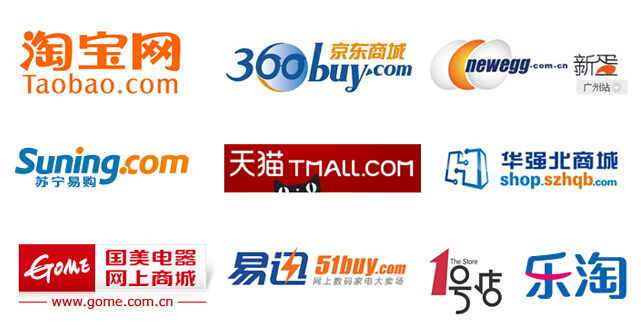 淘宝网
Taobao.com
京东商城
360buy.com
newegg.com.cn
新蛋
广州站
Suning.com
苏宁易购
天猫 TMALL.COM
华强北商城
shop.szhqb.com
GOME
国美电器
网上商城
www.gome.com.cn
易迅
51buy.com
网上数码家电大卖场
The Store
1号店
乐淘